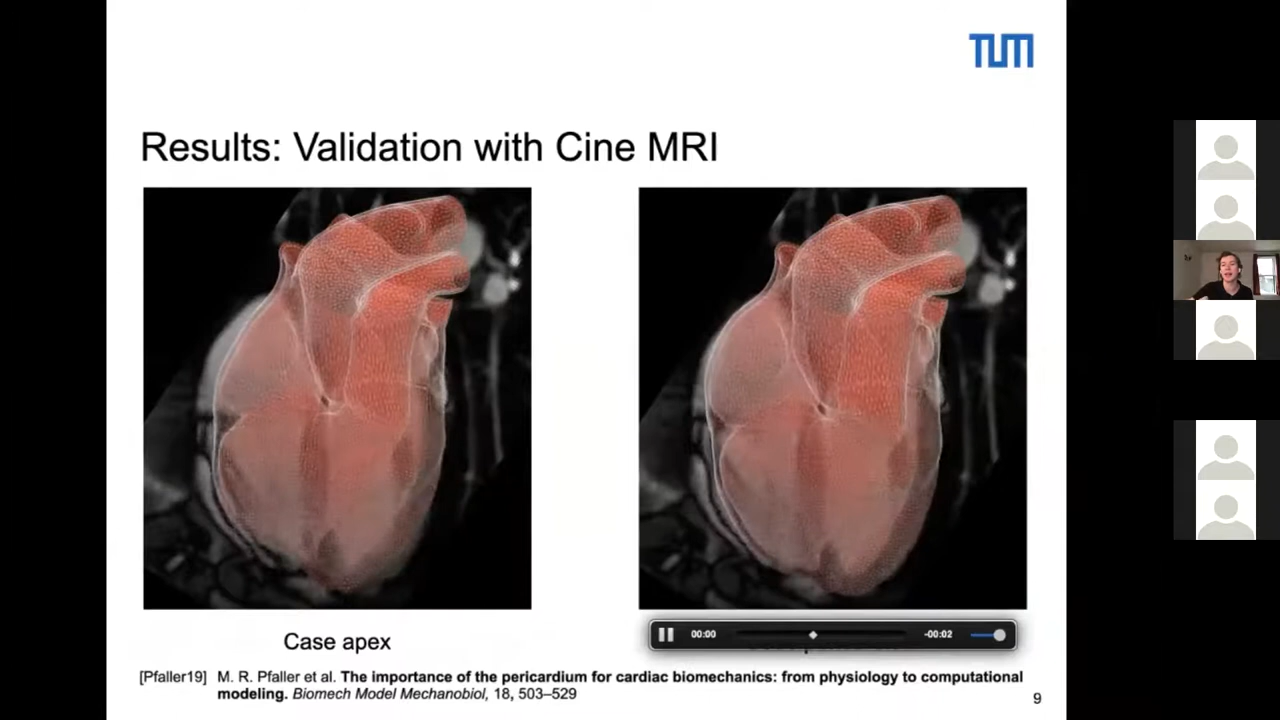 TUM
Results: Validation with Cine MRI
Case apex
00:00
-00:02
[Pfaller19] M. R. Pfaller et al. The importance of the pericardium for cardiac biomechanics: from physiology to computational
modeling. Biomech Model Mechanobiol, 18, 503–529
9